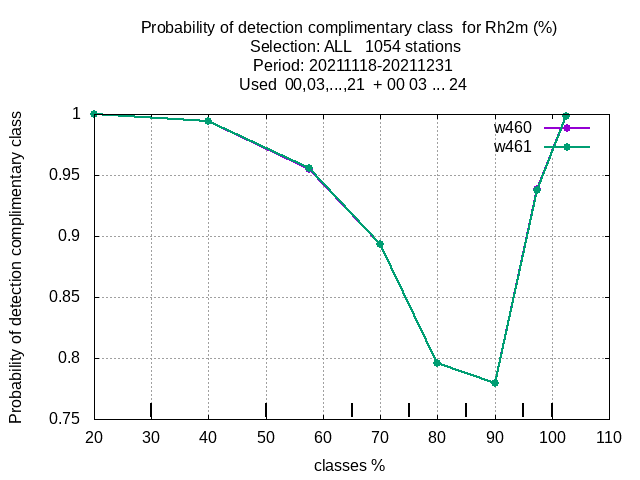 Probability of detection complimentary class  for Rh2m (%)
Selection: ALL   1054 stations
Period: 20211118-20211231
Used  00,03,...,21  + 00 03 ... 24
Probability of detection complimentary class
1
0.95
0.9
0.85
0.8
0.75
w460
w461
20 30 40 50 60 70 80 90 100 110
classes %